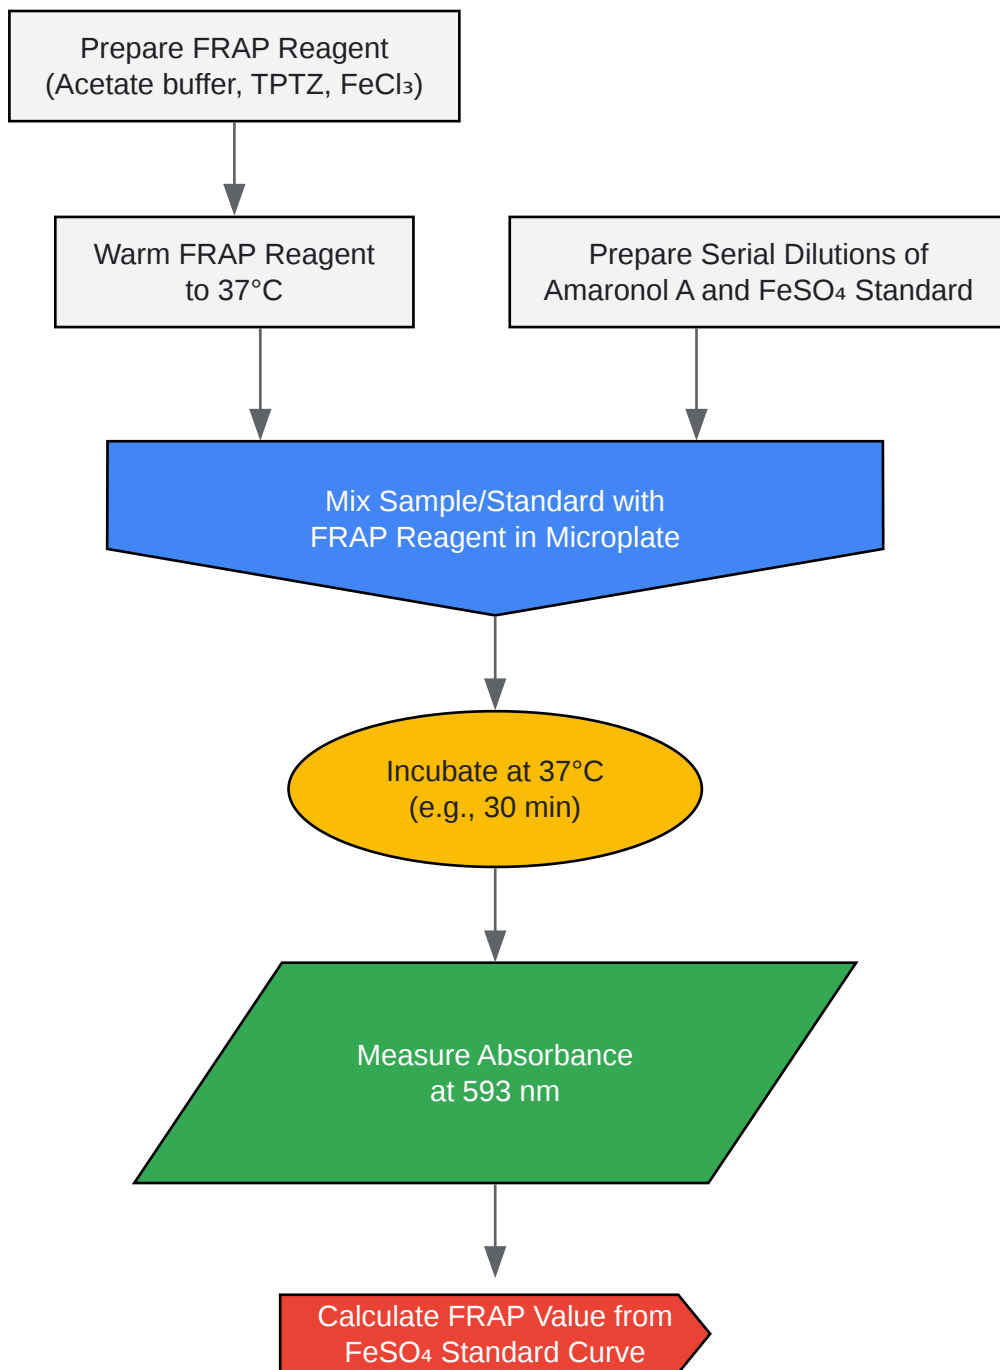 Prepare FRAP Reagent
(Acetate buffer, TPTZ, FeCl₃)
Warm FRAP Reagent
to 37°C
Prepare Serial Dilutions of
Amaronol A and FeSO₄ Standard
Mix Sample/Standard with
FRAP Reagent in Microplate
Incubate at 37°C
(e.g., 30 min)
Measure Absorbance
at 593 nm
Calculate FRAP Value from
FeSO₄ Standard Curve